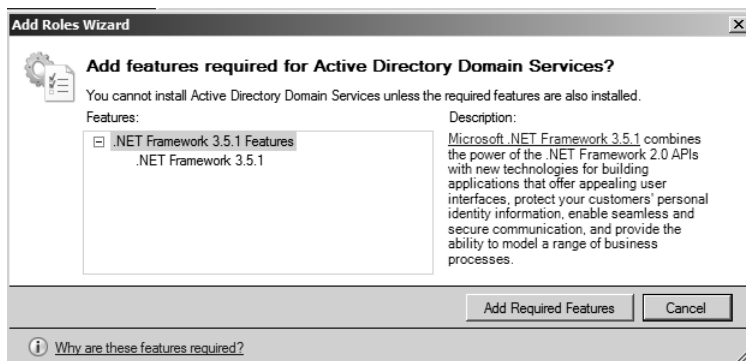 Add Roles Wizard
Add features required for Active Directory Domain Services?
You cannot install Active Directory Domain Services unless the required features are also installed.
Features:
.NET Framework 3.5.1 Features
.NET Framework 3.5.1
Description:
Microsoft .NET Framework 3.5.1 combines
the power of the .NET Framework 2.0 APIs
with new technologies for building
applications that offer appealing user
interfaces, protect your customers' personal
identity information, enable seamless and
secure communication, and provide the
ability to model a range of business
processes.
Add Required Features
Cancel
Why are these features required?